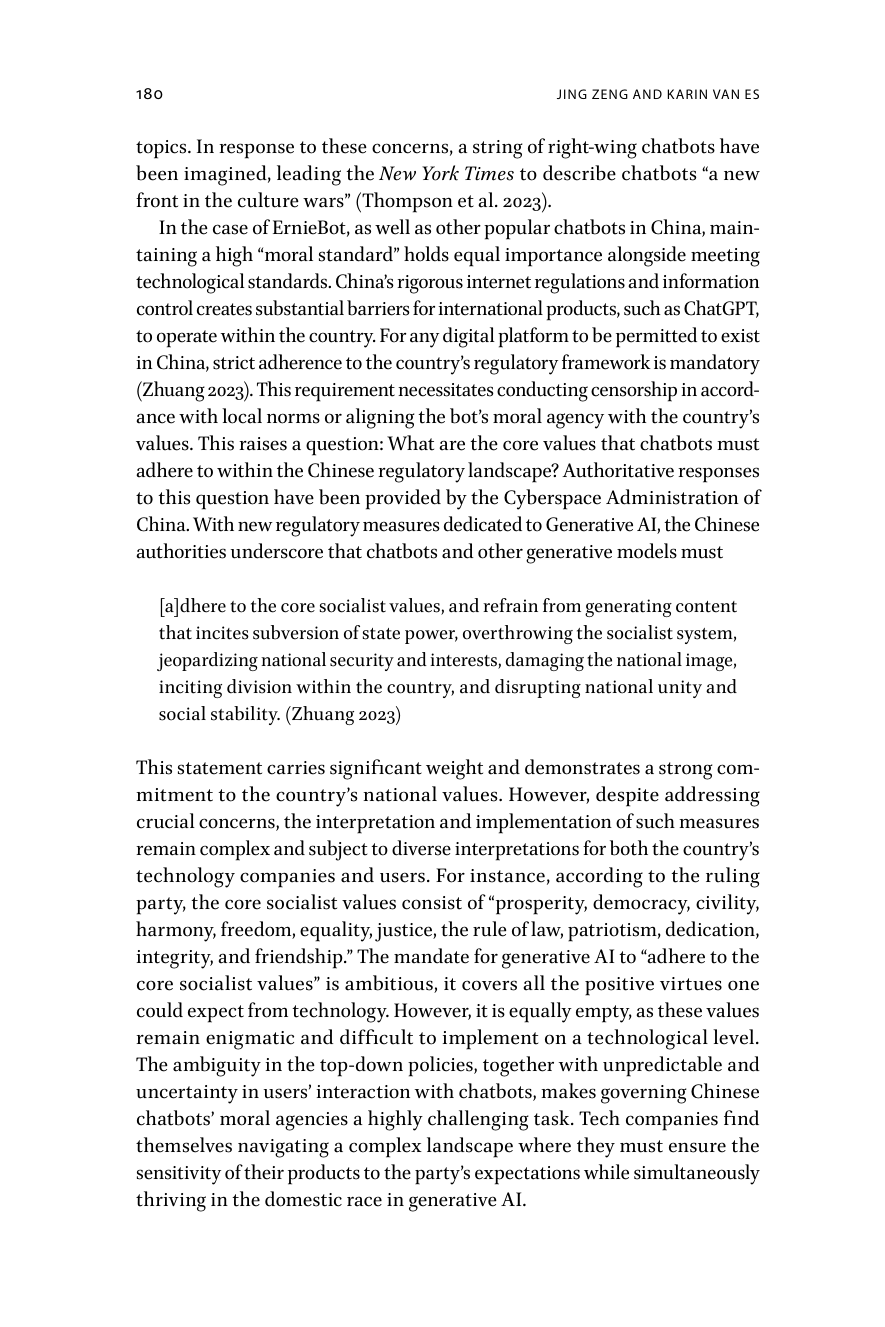 180
JING ZENG AND KARIN VAN ES
topics. In response to these concerns, a string of right-wing chatbots have
been imagined, leading the New York Times to describe chatbots “a new
front in the culture wars” (Thompson et al. 2023).
In the case of ErnieBot, as well as other popular chatbots in China, main-
taining a high “moral standard” holds equal importance alongside meeting
technological standards. China’s rigorous internet regulations and information
control creates substantial barriers for international products, such as ChatGPT,
to operate within the country. For any digital platform to be permitted to exist
in China, strict adherence to the country’s regulatory framework is mandatory
(Zhuang 2023). This requirement necessitates conducting censorship in accord-
ance with local norms or aligning the bot’s moral agency with the country’s
values. This raises a question: What are the core values that chatbots must
adhere to within the Chinese regulatory landscape? Authoritative responses
to this question have been provided by the Cyberspace Administration of
China. With new regulatory measures dedicated to Generative AI, the Chinese
authorities underscore that chatbots and other generative models must
[a]dhere to the core socialist values, and refrain from generating content
that incites subversion of state power, overthrowing the socialist system,
jeopardizing national security and interests, damaging the national image,
inciting division within the country, and disrupting national unity and
social stability. (Zhuang 2023)
This statement carries significant weight and demonstrates a strong com-
mitment to the country’s national values. However, despite addressing
crucial concerns, the interpretation and implementation of such measures
remain complex and subject to diverse interpretations for both the country’s
technology companies and users. For instance, according to the ruling
party, the core socialist values consist of “prosperity, democracy, civility,
harmony, freedom, equality, justice, the rule of law, patriotism, dedication,
integrity, and friendship.” The mandate for generative AI to “adhere to the
core socialist values” is ambitious, it covers all the positive virtues one
could expect from technology. However, it is equally empty, as these values
remain enigmatic and difficult to implement on a technological level.
The ambiguity in the top-down policies, together with unpredictable and
uncertainty in users’ interaction with chatbots, makes governing Chinese
chatbots’ moral agencies a highly challenging task. Tech companies find
themselves navigating a complex landscape where they must ensure the
sensitivity of their products to the party’s expectations while simultaneously
thriving in the domestic race in generative AI.